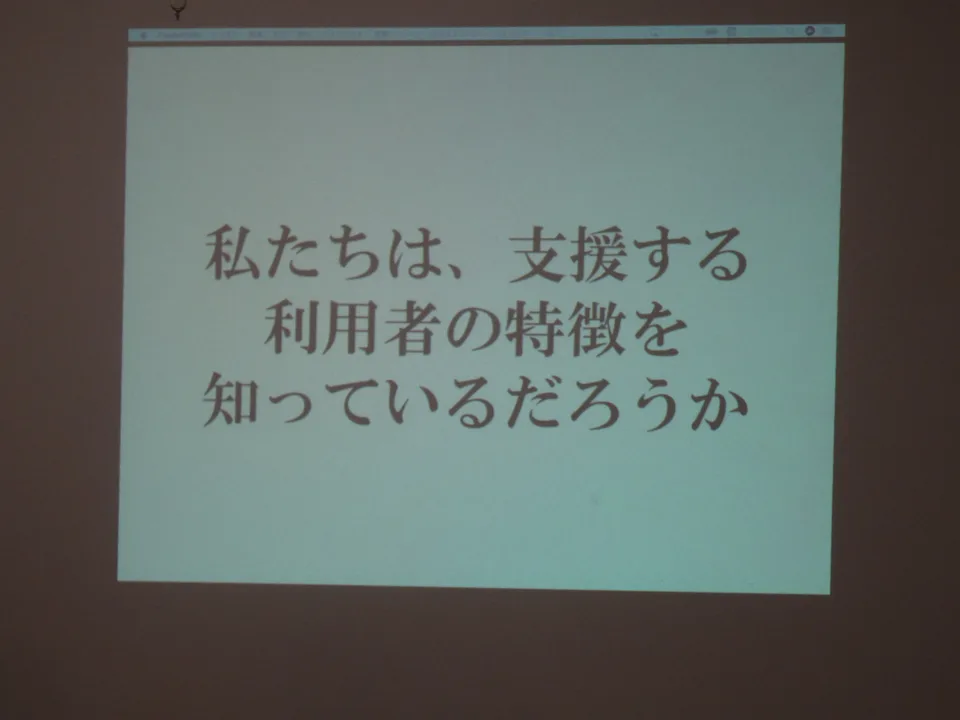 私たちは、支援する
利用者の特徴を
知っているだろうか